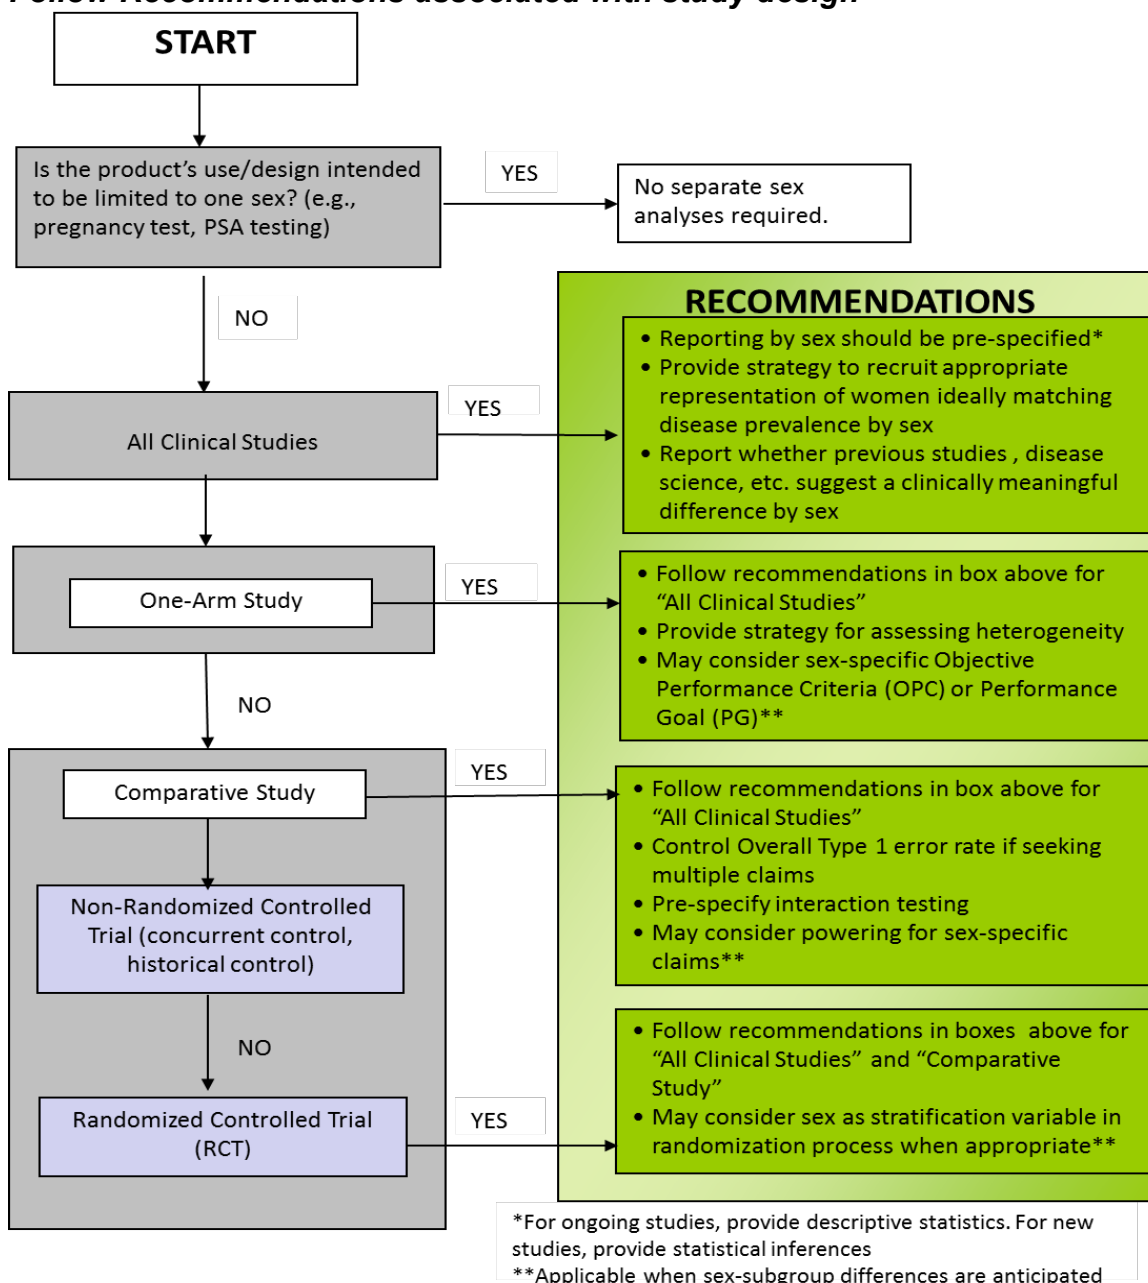 Follow Recommendations associated with study design
START
Is the product’s use/design intended
to be limited to one sex? (e.g.,
pregnancy test, PSA testing)
YES
No separate sex
analyses required.
NO
RECOMMENDATIONS
All Clinical Studies
YES
• Reporting by sex should be pre-specified*
• Provide strategy to recruit appropriate
representation of women ideally matching
disease prevalence by sex
• Report whether previous studies , disease
science, etc. suggest a clinically meaningful
difference by sex
One-Arm Study
YES
• Follow recommendations in box above for
“All Clinical Studies”
• Provide strategy for assessing heterogeneity
• May consider sex-specific Objective
Performance Criteria (OPC) or Performance
Goal (PG)**
NO
Comparative Study
YES
• Follow recommendations in box above for
“All Clinical Studies”
• Control Overall Type 1 error rate if seeking
multiple claims
• Pre-specify interaction testing
• May consider powering for sex-specific
claims**
Non-Randomized Controlled
Trial (concurrent control,
historical control)
NO
Randomized Controlled Trial
(RCT)
YES
• Follow recommendations in boxes above for
“All Clinical Studies” and “Comparative
Study”
• May consider sex as stratification variable in
randomization process when appropriate**
*For ongoing studies, provide descriptive statistics. For new
studies, provide statistical inferences
**Applicable when sex-subgroup differences are anticipated